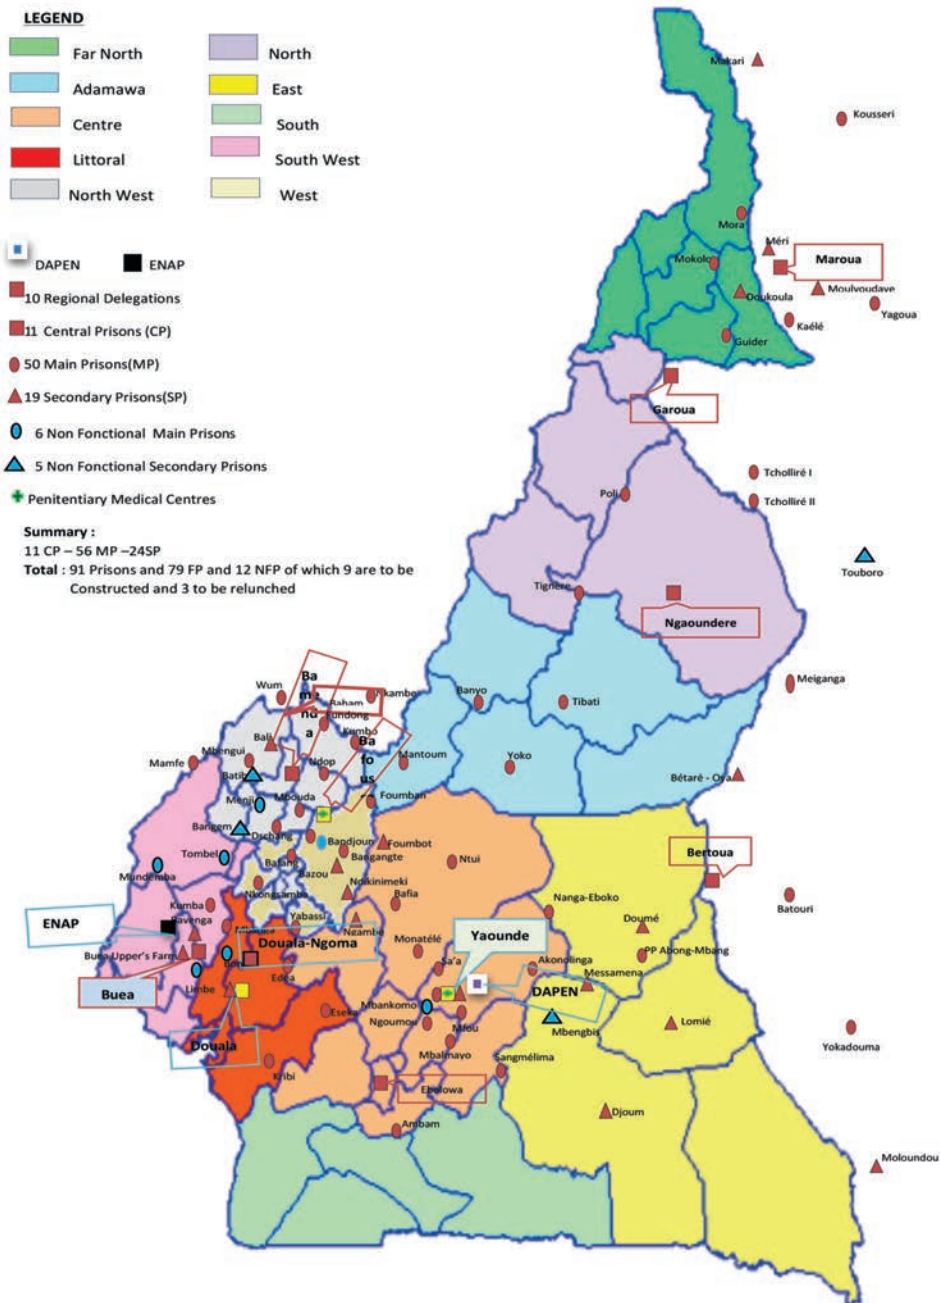 LEGEND
Far North
North
Adamawa
East
Centre
South
Littoral
South West
North West
West
DAPEN
ENAP
10 Regional Delegations
11 Central Prisons (CP)
50 Main Prisons(MP)
19 Secondary Prisons(SP)
6 Non Fonctional Main Prisons
5 Non Fonctional Secondary Prisons
Penitentiary Medical Centres
Summary :
11 CP – 56 MP –24SP
Total : 91 Prisons and 79 FP and 12 NFP of which 9 are to be
Constructed and 3 to be relunched
Makari
Kousseri
Mora
Méri
Maroua
Mokolo
Doukoula
Moulvoudaye
Yagoua
Kaélé
Guider
Garoua
Tcholliré I
Poli
Tcholliré II
Touboro
Tignere
Ngaoundere
Meiganga
Wum
Banyo
Tibati
Fundong
Kumbo
Bali
Mbengui
Mamfe
Ndop
Mantoum
Yoko
Bétaré - Oya
Menji
Mbouda
Foumban
Bangem
Dschang
Bandjoun
Foumbot
Bertoua
Tombel
Bafang
Bangangte
Ntui
Mundemba
Bazou
Nkongsamba
Bafia
Batouri
Nanga-Eboko
Kumba
ENAP
Yabassi
Ngambe
Doumé
Yaounde
Douala-Ngoma
Monatélé
PP Abong-Mbang
Buea Upper's Farm
Sa'a
Akonolinga
Messamena
Edea
Buea
Limbe
DAPEN
Mbankomo
Eseka
Ngoumou
Mfou
Mbengbis
Lomié
Yokadouma
Douala
Mbalmayo
Sangmélima
Kribi
Ebolowa
Djoum
Ambam
Moloundou